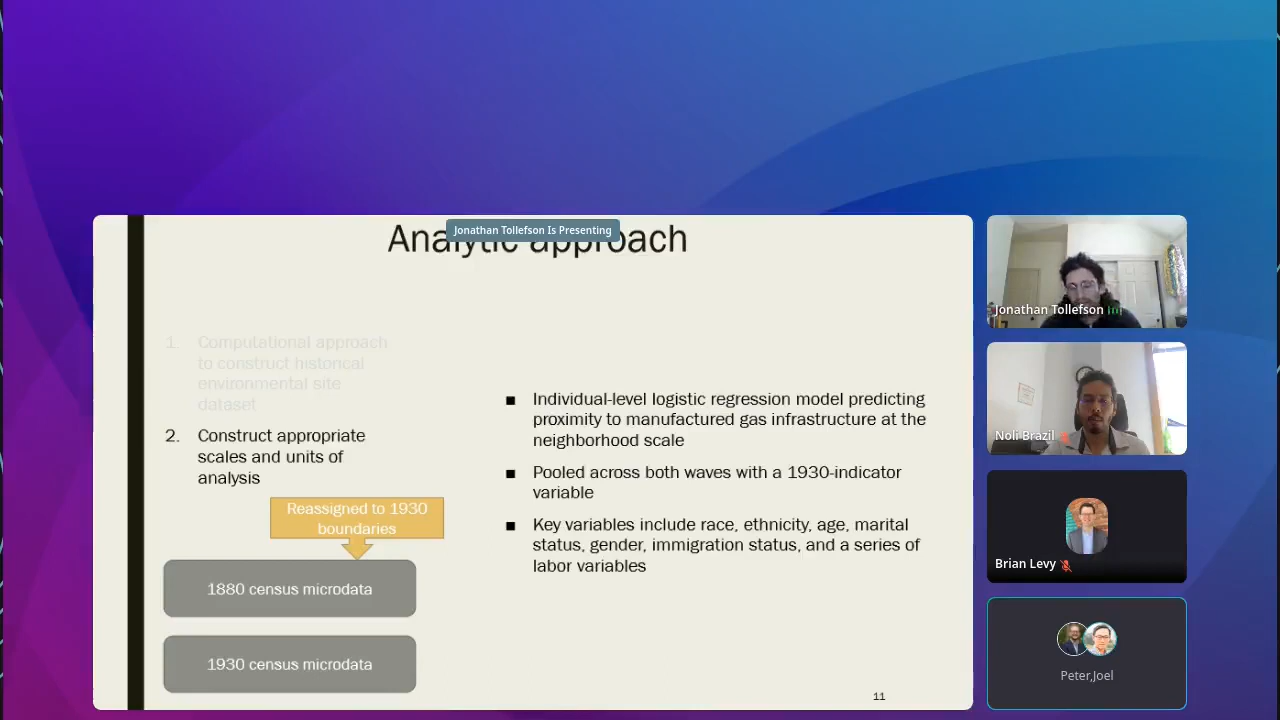 Jonathan Tollefson Is Presenting
Analytic approach
1. Computational approach
to construct historical
environmental site
dataset
2. Construct appropriate
scales and units of
analysis
Reassigned to 1930
boundaries
1880 census microdata
1930 census microdata
■ Individual-level logistic regression model predicting
proximity to manufactured gas infrastructure at the
neighborhood scale
■ Pooled across both waves with a 1930-indicator
variable
■ Key variables include race, ethnicity, age, marital
status, gender, immigration status, and a series of
labor variables
11
Jonathan Tollefson
Noli Brazil
Brian Levy
Peter,Joel